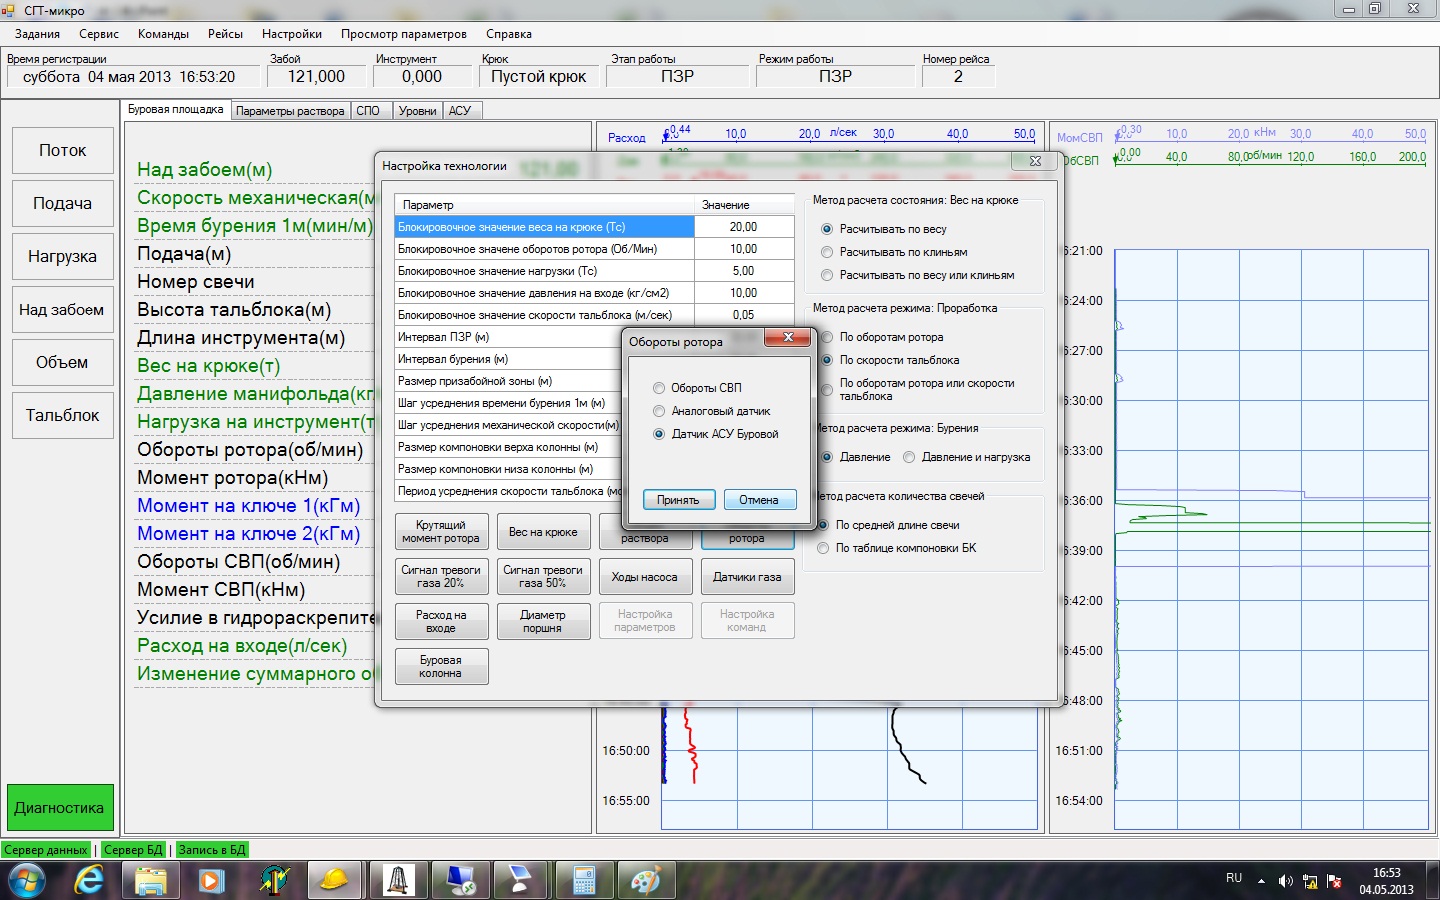 СГТ-микро
Задания Сервис Команды Рейсы Настройки Просмотр параметров Справка
Время регистрации Забой Инструмент Крюк Этап работы Режим работы Номер рейса
суббота 04 мая 2013 16:53:20 121,000 0,000 Пустой крюк ПЗР ПЗР 2
Буровая площадка Параметры раствора СПО Уровни АСУ
Поток
Подача
Нагрузка
Над забоем
Объем
Тальблок
Диагностика
Над забоем(м)
Скорость механическая(м
Время бурения 1м(мин/м)
Подача(м)
Номер свечи
Высота тальблока(м)
Длина инструмента(м)
Вес на крюке(т)
Давление манифольда(кг
Нагрузка на инструмент(т
Обороты ротора(об/мин)
Момент ротора(кНм)
Момент на ключе 1(кГм)
Момент на ключе 2(кГм)
Обороты СВП(об/мин)
Момент СВП(кНм)
Усилие в гидрораскрепите
Расход на входе(л/сек)
Изменение суммарного об
Расход 0,44 10,0 20,0 л/сек 30,0 40,0 50,0
МомСВП 0,30 10,0 20,0 кНм 30,0 40,0 50,0
ОбСВП 0,00 40,0 80,0 об/мин 120,0 160,0 200,0
Настройка технологии
Параметр Значение
Блокировочное значение веса на крюке (Тс) 20,00
Блокировочное значене оборотов ротора (Об/Мин) 10,00
Блокировочное значение нагрузки (Тс) 5,00
Блокировочное значение давления на входе (кг/см2) 10,00
Блокировочное значение скорости тальблока (м/сек) 0,05
Интервал ПЗР (м)
Интервал бурения (м)
Размер призабойной зоны (м)
Шаг усреднения времени бурения 1м (м)
Шаг усреднения механической скорости(м)
Размер компоновки верха колонны (м)
Размер компоновки низа колонны (м)
Период усреднения скорости тальблока (мс
Крутящий момент ротора
Вес на крюке
раствора
ротора
Сигнал тревоги газа 20%
Сигнал тревоги газа 50%
Ходы насоса
Датчики газа
Расход на входе
Диаметр поршня
Настройка параметров
Настройка команд
Буровая колонна
Метод расчета состояния: Вес на крюке
Расчитывать по весу
Расчитывать по клиньям
Расчитывать по весу или клиньям
Метод расчета режима: Проработка
По оборотам ротора
По скорости тальблока
По оборотам ротора или скорости
тальблока
Метод расчета режима: Бурения
Давление Давление и нагрузка
Метод расчета количества свечей
По средней длине свечи
По таблице компоновки БК
Обороты ротора
Обороты СВП
Аналоговый датчик
Датчик АСУ Буровой
Принять Отмена
16:50:00
16:55:00
6:21:00
6:24:00
6:27:00
6:30:00
6:33:00
6:36:00
6:39:00
6:42:00
6:45:00
6:48:00
16:51:00
16:54:00
Сервер данных | Сервер БД | Запись в БД
RU 16:53
04.05.2013